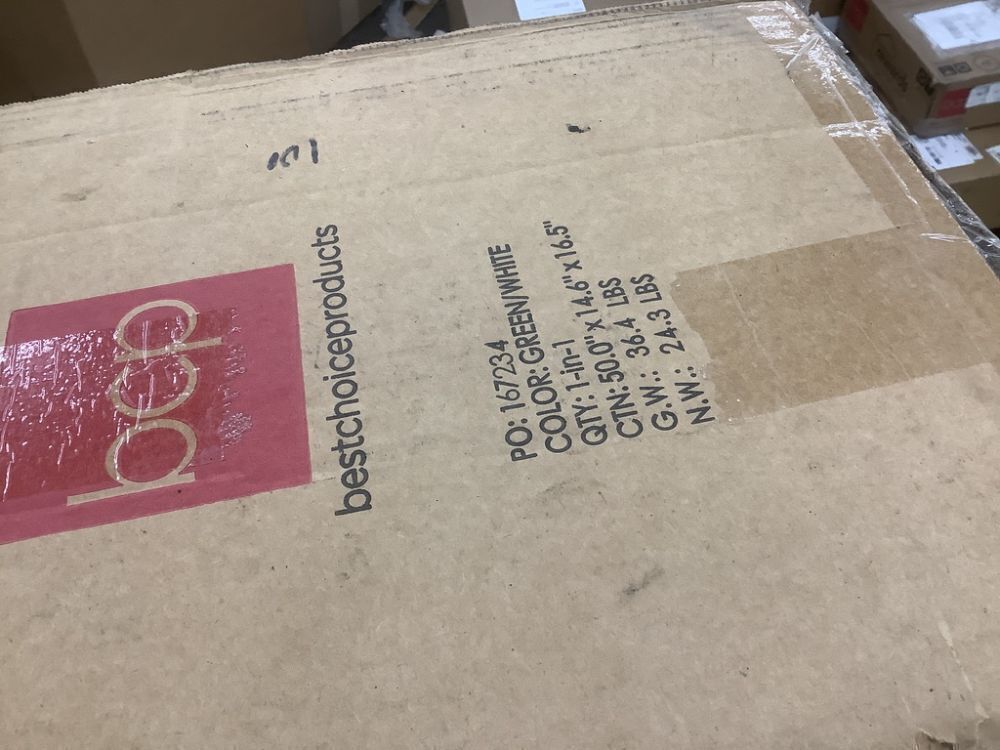 bcp
bestchoiceproducts
PO: 167234
COLOR: GREEN/WHITE
QTY: 1-in-1
CTN: 50.0"x 14.6"x 16.5"
G.W.: 36.4 LBS
N.W.: 24.3 LBS